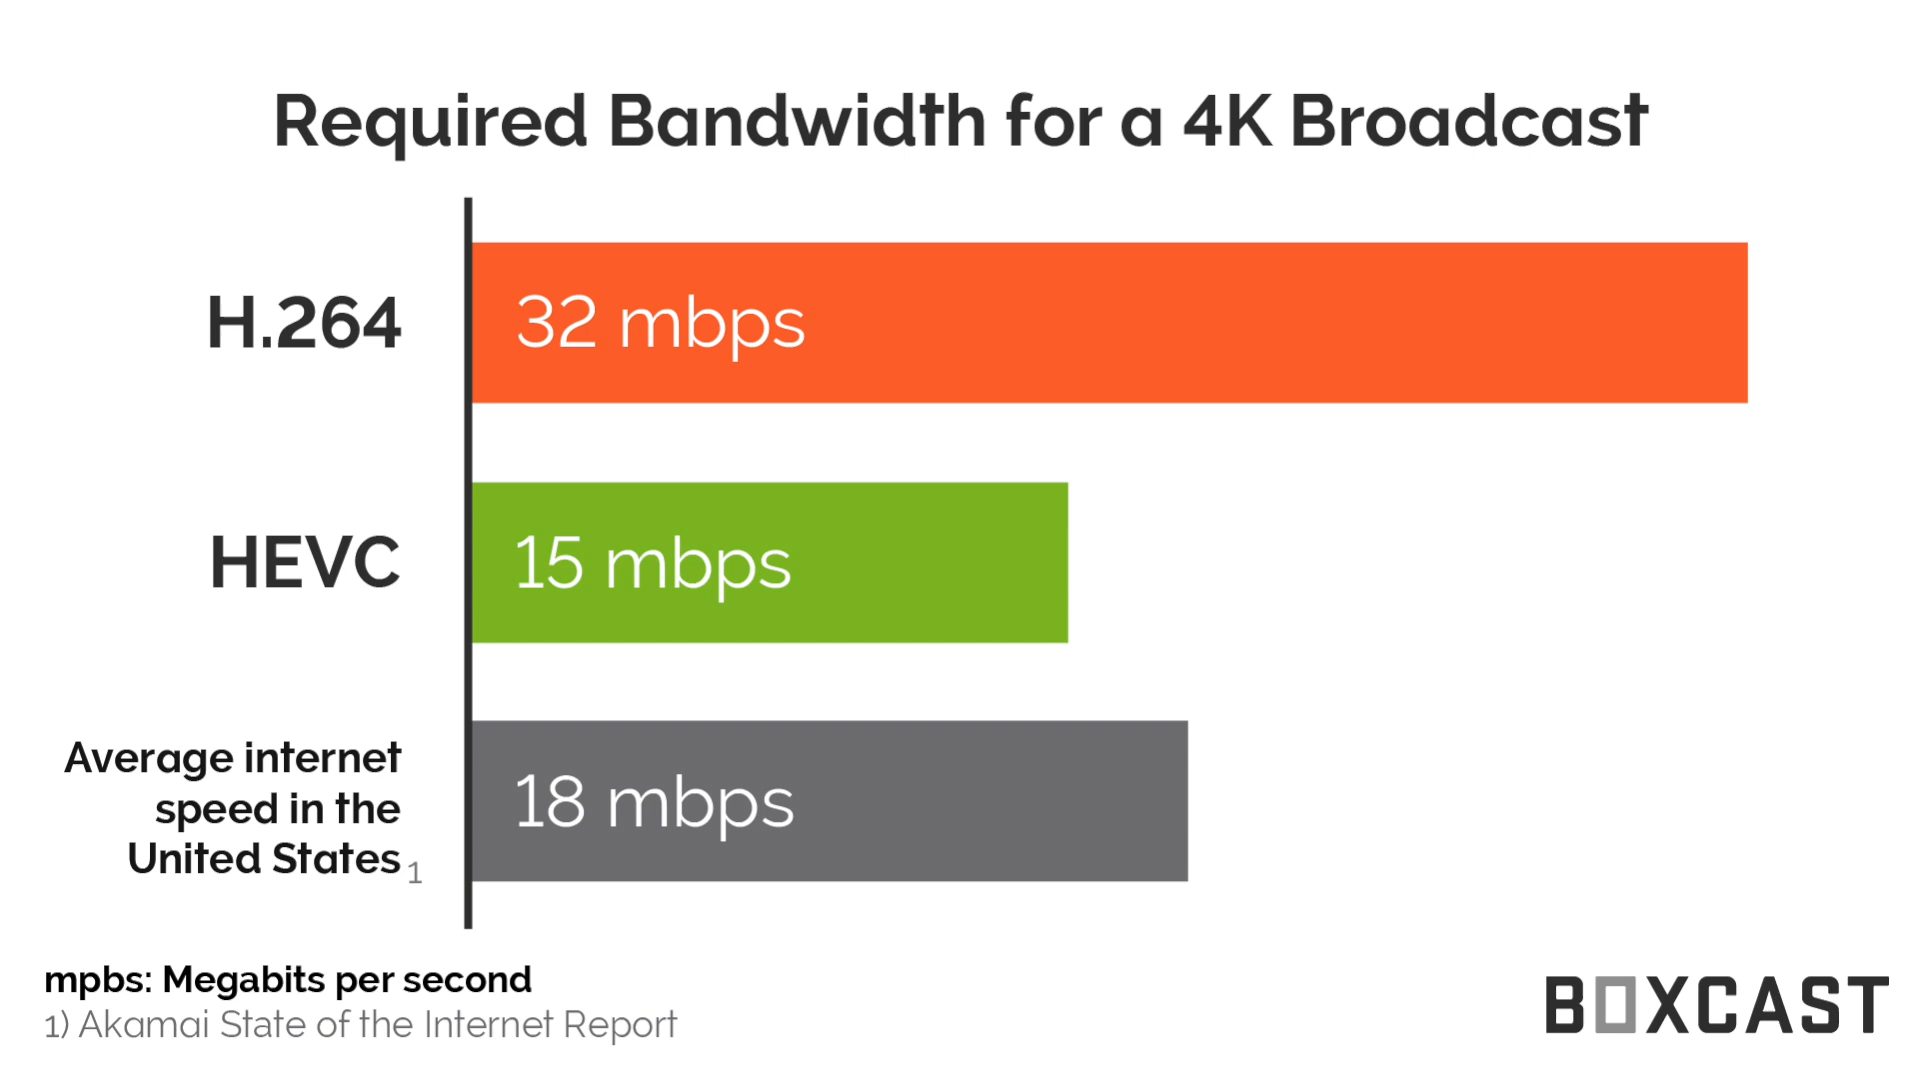 Required Bandwidth for a 4K Broadcast
H.264
32 mbps
HEVC
15 mbps
Average internet
speed in the
United States 1
18 mbps
mpbs: Megabits per second
1) Akamai State of the Internet Report
BOXCAST